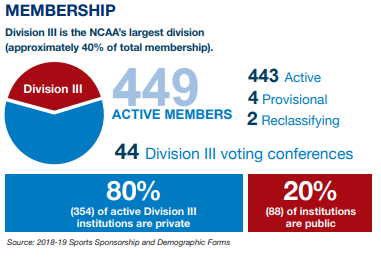 MEMBERSHIP
Division III is the NCAA's largest division
(approximately 40% of total membership).
Division III
449
ACTIVE MEMBERS
443 Active
4 Provisional
2 Reclassifying
44 Division III voting conferences
80%
(354) of active Division III
institutions are private
20%
(88) of institutions
are public
Source: 2018-19 Sports Sponsorship and Demographic Forms